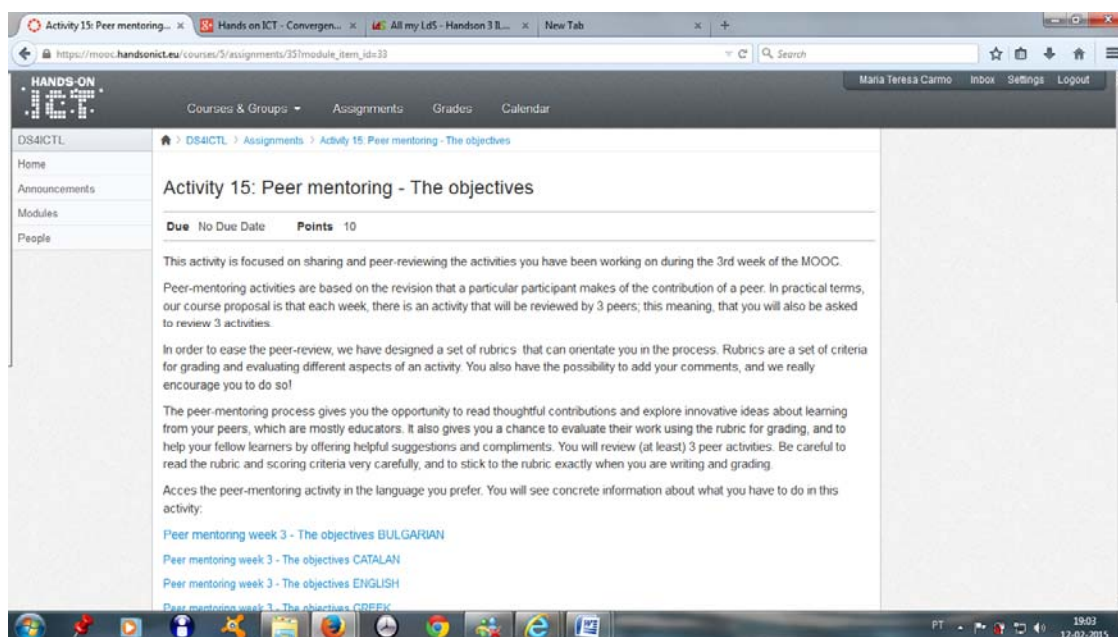 Activity 15: Peer mentoring... ×
Hands on ICT - Convergen... ×
All my LdS - Handson 3 IL... ×
New Tab ×
+
https://mooc.handsonict.eu/courses/5/assignments/35?module_item_id=33
Search
HANDS-ON
ICT
Maria Teresa Carmo Inbox Settings Logout
Courses & Groups Assignments Grades Calendar
DS4ICTL
Home
Announcements
Modules
People
> DS4ICTL > Assignments > Activity 15: Peer mentoring - The objectives
Activity 15: Peer mentoring - The objectives
Due No Due Date Points 10
This activity is focused on sharing and peer-reviewing the activities you have been working on during the 3rd week of the MOOC.
Peer-mentoring activities are based on the revision that a particular participant makes of the contribution of a peer. In practical terms,
our course proposal is that each week, there is an activity that will be reviewed by 3 peers; this meaning, that you will also be asked
to review 3 activities.
In order to ease the peer-review, we have designed a set of rubrics that can orientate you in the process. Rubrics are a set of criteria
for grading and evaluating different aspects of an activity. You also have the possibility to add your comments, and we really
encourage you to do so!
The peer-mentoring process gives you the opportunity to read thoughtful contributions and explore innovative ideas about learning
from your peers, which are mostly educators. It also gives you a chance to evaluate their work using the rubric for grading, and to
help your fellow learners by offering helpful suggestions and compliments. You will review (at least) 3 peer activities. Be careful to
read the rubric and scoring criteria very carefully, and to stick to the rubric exactly when you are writing and grading.
Acces the peer-mentoring activity in the language you prefer. You will see concrete information about what you have to do in this
activity:
Peer mentoring week 3 - The objectives BULGARIAN
Peer mentoring week 3 - The objectives CATALAN
Peer mentoring week 3 - The objectives ENGLISH
Peer mentoring week 3 - The objectives GREEK
PT
19:03
12-02-2015